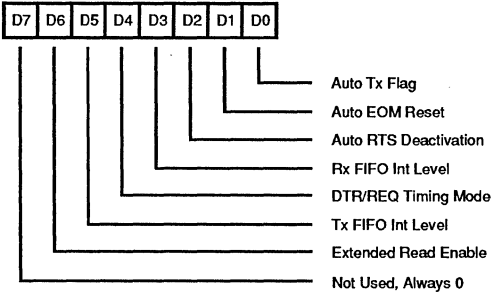 D7 D6 D5 D4 D3 D2 D1 D0
Auto Tx Flag
Auto EOM Reset
Auto RTS Deactivation
Rx FIFO Int Level
DTR/REQ Timing Mode
Tx FIFO Int Level
Extended Read Enable
Not Used, Always 0